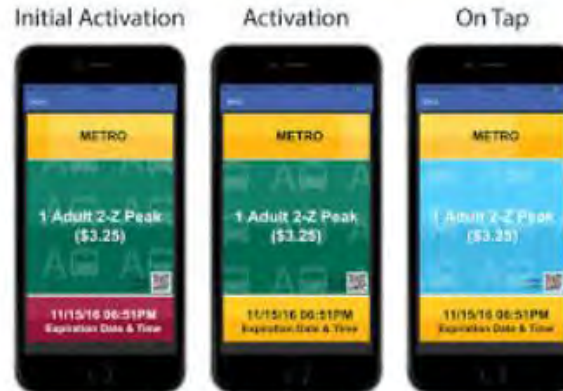 Initial Activation
Activation
On Tap
METRO
1 Adult 2-Z Peak
($3.25)
11/15/16 06:51PM
Expiration Date & Time
METRO
1 Adult 2-Z Peak
($3.25)
11/15/16 06:51PM
Expiration Date & Time
METRO
1 Adult 2-Z Peak
($3.25)
11/15/16 06:51PM
Expiration Date & Time